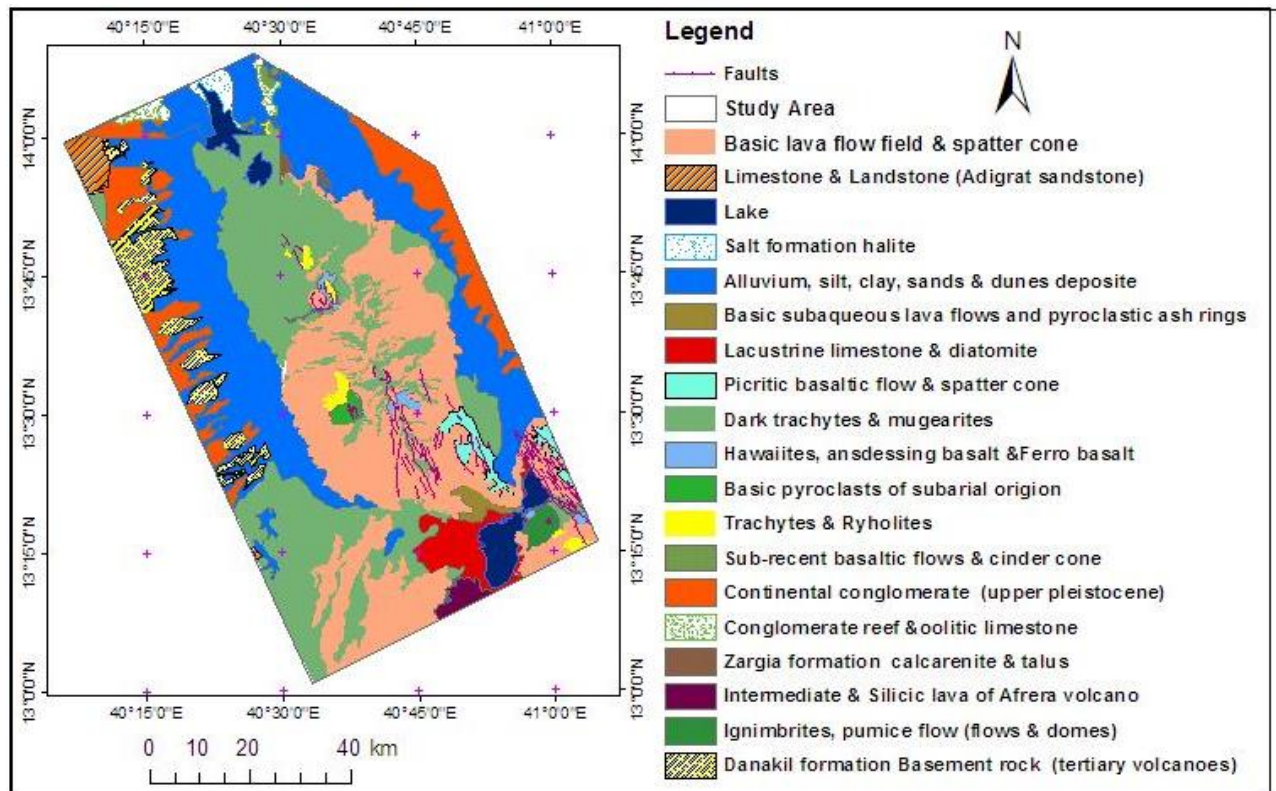 40°15'0"E 40°30'0"E 40°45'0"E 41°0'0"E
14°0'0"N 14°0'0"N
13°45'0"N 13°45'0"N
13°30'0"N 13°30'0"N
13°15'0"N 13°15'0"N
13°0'0"N 13°0'0"N
40°15'0"E 40°30'0"E 40°45'0"E 41°0'0"E
0 10 20 40 km
Legend
N
Faults
Study Area
Basic lava flow field & spatter cone
Limestone & Landstone (Adigrat sandstone)
Lake
Salt formation halite
Alluvium, silt, clay, sands & dunes deposite
Basic subaqueous lava flows and pyroclastic ash rings
Lacustrine limestone & diatomite
Picritic basaltic flow & spatter cone
Dark trachytes & mugearites
Hawaiites, ansdessing basalt &Ferro basalt
Basic pyroclasts of subarial origion
Trachytes & Ryholites
Sub-recent basaltic flows & cinder cone
Continental conglomerate (upper pleistocene)
Conglomerate reef &oolitic limestone
Zargia formation calcarenite & talus
Intermediate & Silicic lava of Afrera volcano
Ignimbrites, pumice flow (flows & domes)
Danakil formation Basement rock (tertiary volcanoes)